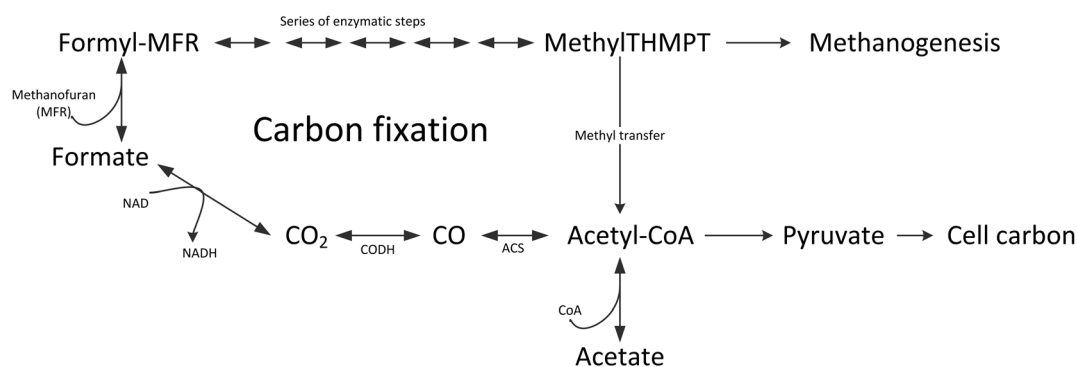 Series of enzymatic steps
Formyl-MFR
MethylTHMPT
Methanogenesis
Methanofuran
(MFR)
Carbon fixation
Methyl transfer
Formate
NAD
NADH
CO₂
CODH
CO
ACS
Acetyl-CoA
Pyruvate
Cell carbon
CoA
Acetate